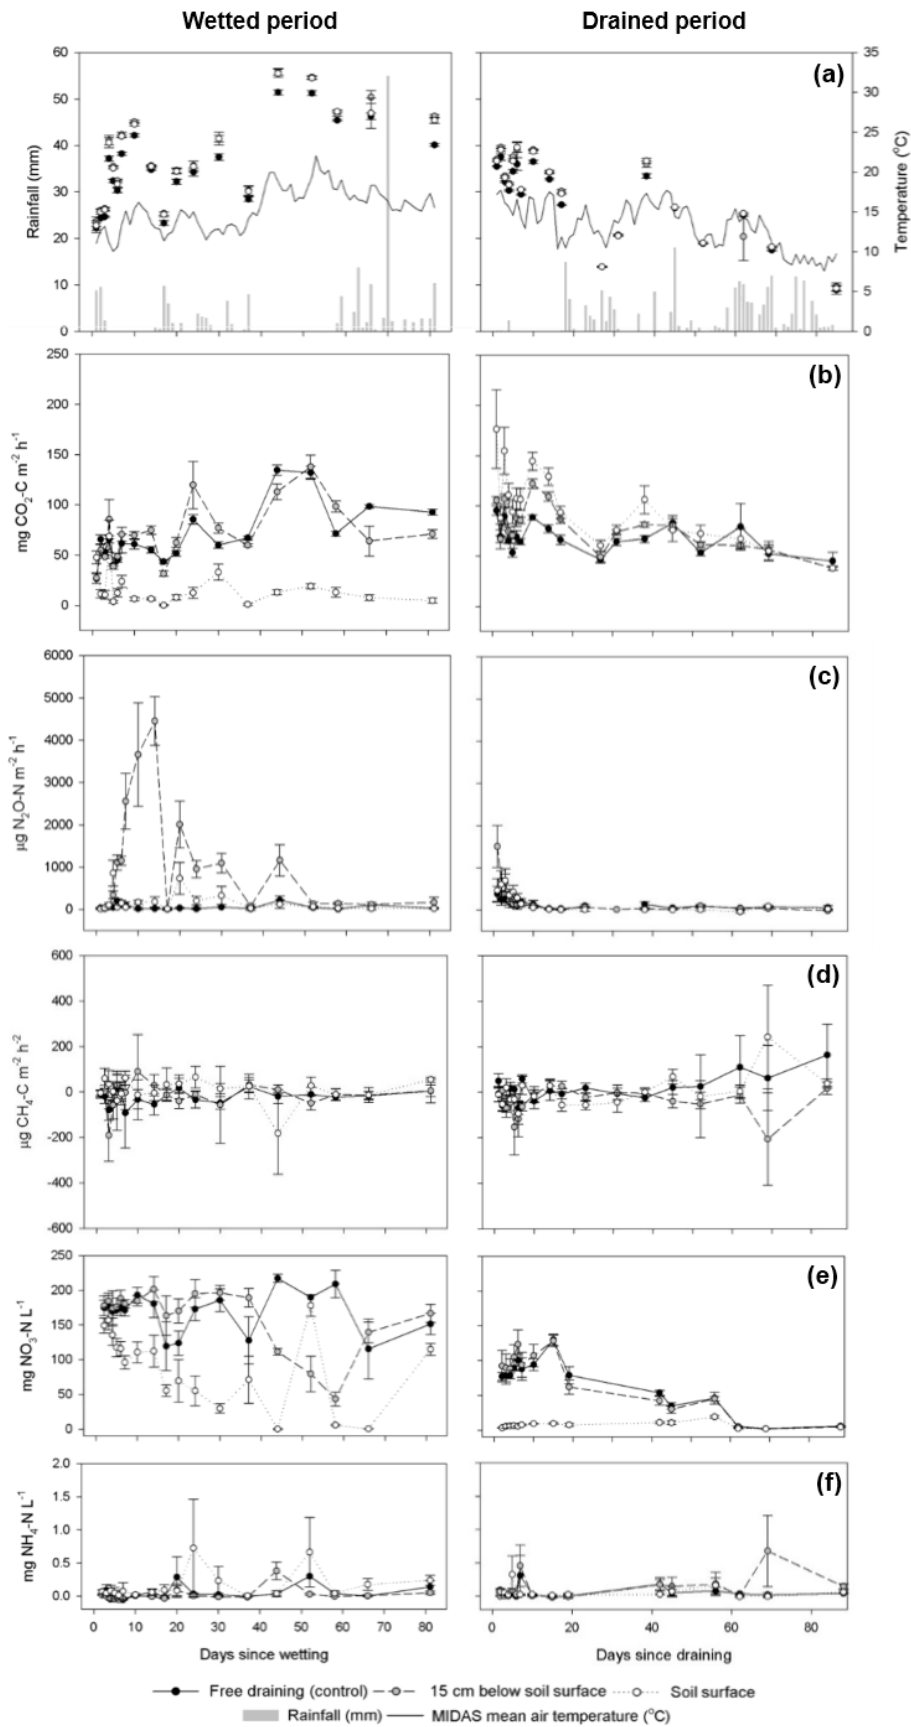 Wetted period
Drained period
(a)
Rainfall (mm)
60
50
40
30
20
10
0
35
30
25
20
15
10
5
0
Temperature (°C)
(b)
mg CO₂-C m⁻² h⁻¹
250
200
150
100
50
0
(c)
µg N₂O-N m⁻² h⁻¹
6000
5000
4000
3000
2000
1000
0
(d)
µg CH₄-C m⁻² h⁻²
600
400
200
0
-200
-400
-600
(e)
mg NO₃-N L⁻¹
250
200
150
100
50
0
(f)
mg NH₄-N L⁻¹
2.0
1.5
1.0
0.5
0.0
0 10 20 30 40 50 60 70 80
0 20 40 60 80
Days since wetting
Days since draining
Free draining (control) 15 cm below soil surface Soil surface
Rainfall (mm) MIDAS mean air temperature (°C)